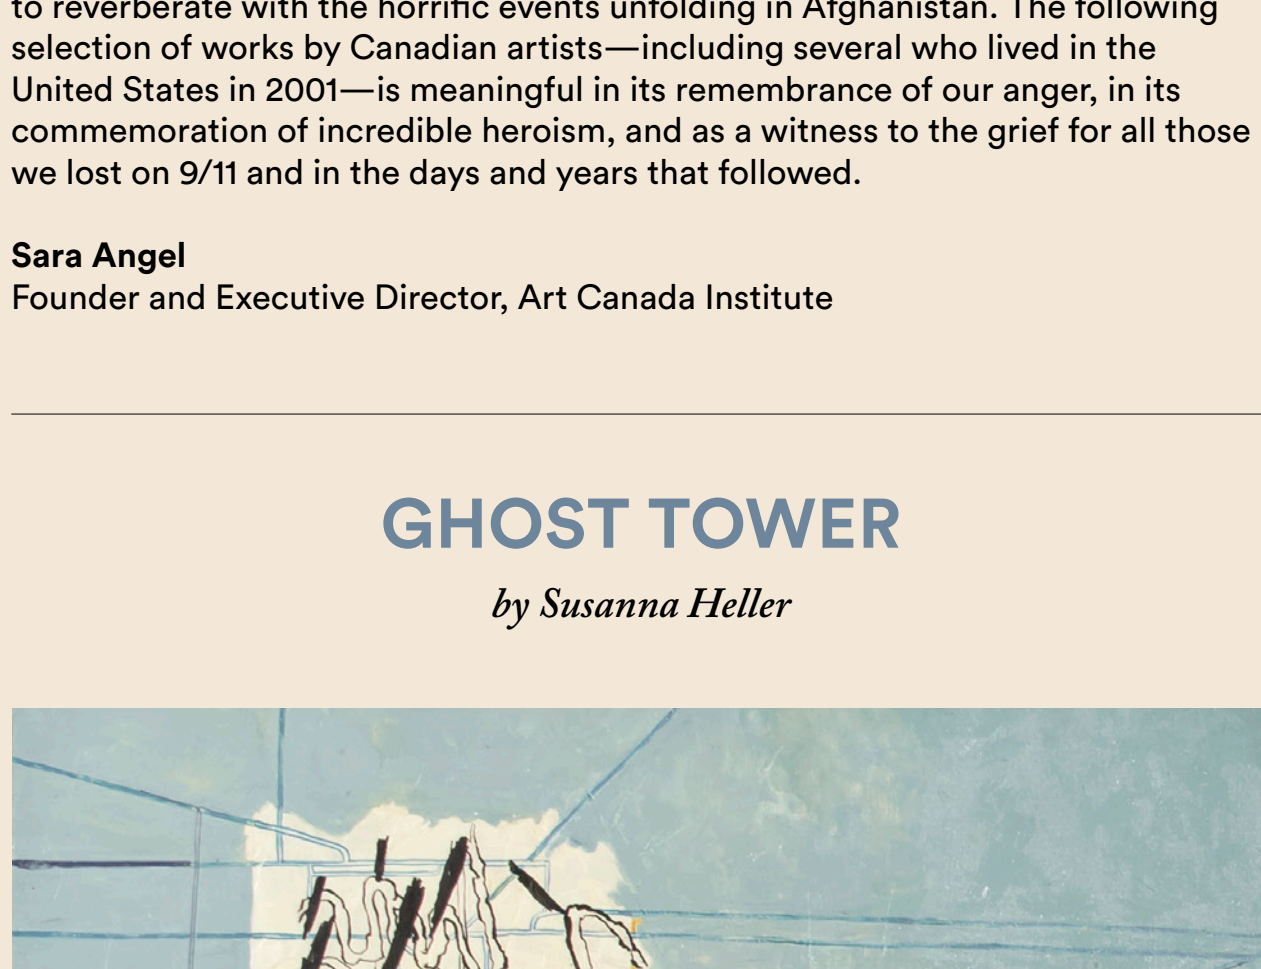 to reverberate with the horrific events unfolding in Afghanistan. The following
selection of works by Canadian artists—including several who lived in the
United States in 2001—is meaningful in its remembrance of our anger, in its
commemoration of incredible heroism, and as a witness to the grief for all those
we lost on 9/11 and in the days and years that followed.
Sara Angel
Founder and Executive Director, Art Canada Institute
GHOST TOWER
by Susanna Heller